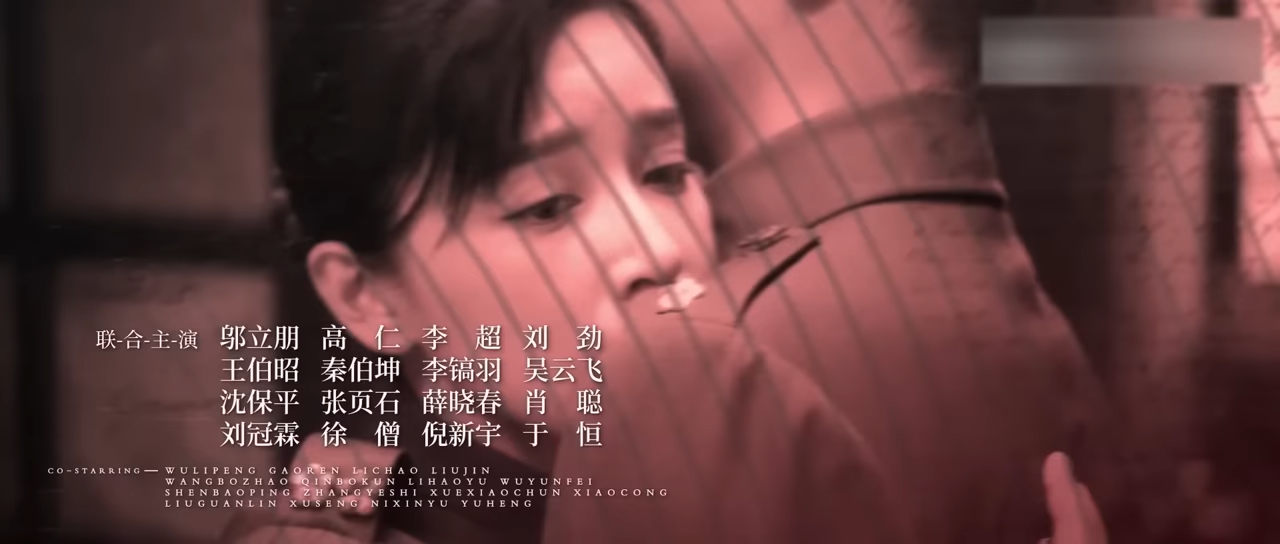 联-合-主-演 邬立朋 高 仁 李 超 刘 劲
王伯昭 秦伯坤 李镐羽 吴云飞
沈保平 张页石 薛晓春 肖 聪
刘冠霖 徐 僧 倪新宇 于 恒
CO-STARRING— WULIPENG GAOREN LICHAO LIUJIN
WANGBOZHAO QINBOKUN LIHAOYU WUYUNFEI
SHENBAOPING ZHANGYESHI XUEXIAOCHUN XIAOCONG
LIUGUANLIN XUSENG NIXINYU YUHENG